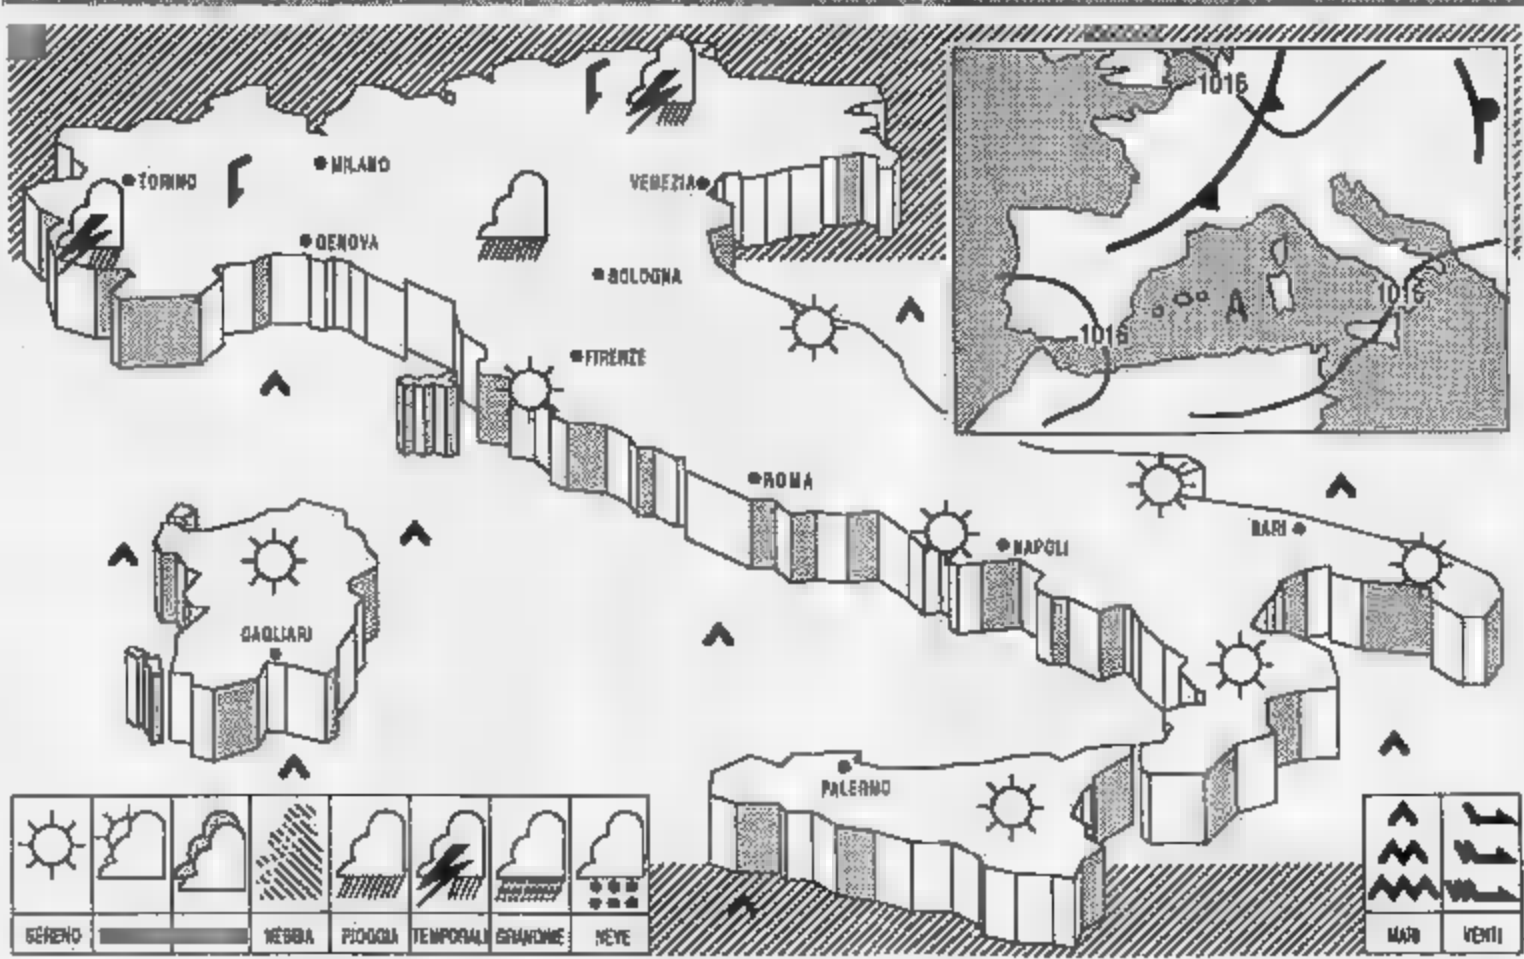 1016
TORINO
MILANO
VENEZIA
GENOVA
BOLOGNA
A
1016
1016
FIRENZE
ROMA
BARI
NAPOLI
CAGLIARI
PALERMO
SERENO
NEBBIA
PIOGGIA
TEMPORALI
GRANDINE
NEVE
MARI
VENTI